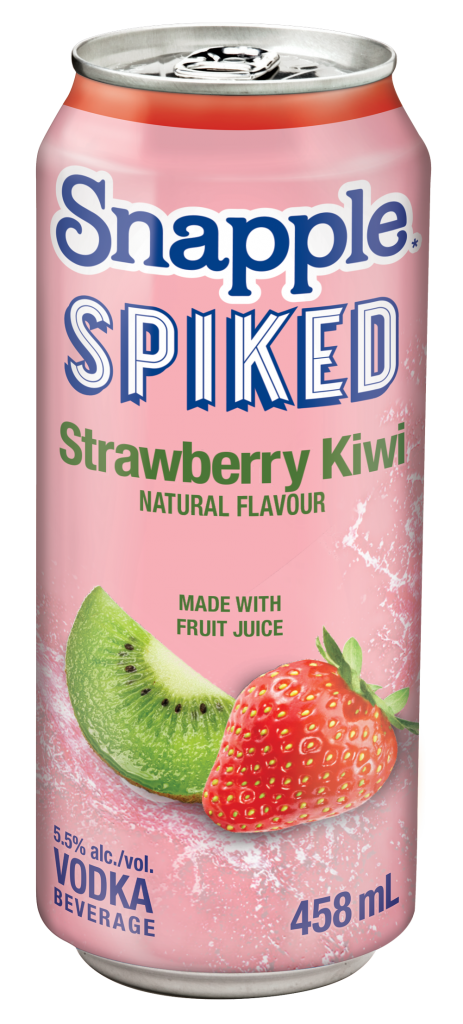 Snapple.*
SPIKED
Strawberry Kiwi
NATURAL FLAVOUR
MADE WITH
FRUIT JUICE
5.5% alc./vol.
VODKA
BEVERAGE
458 mL